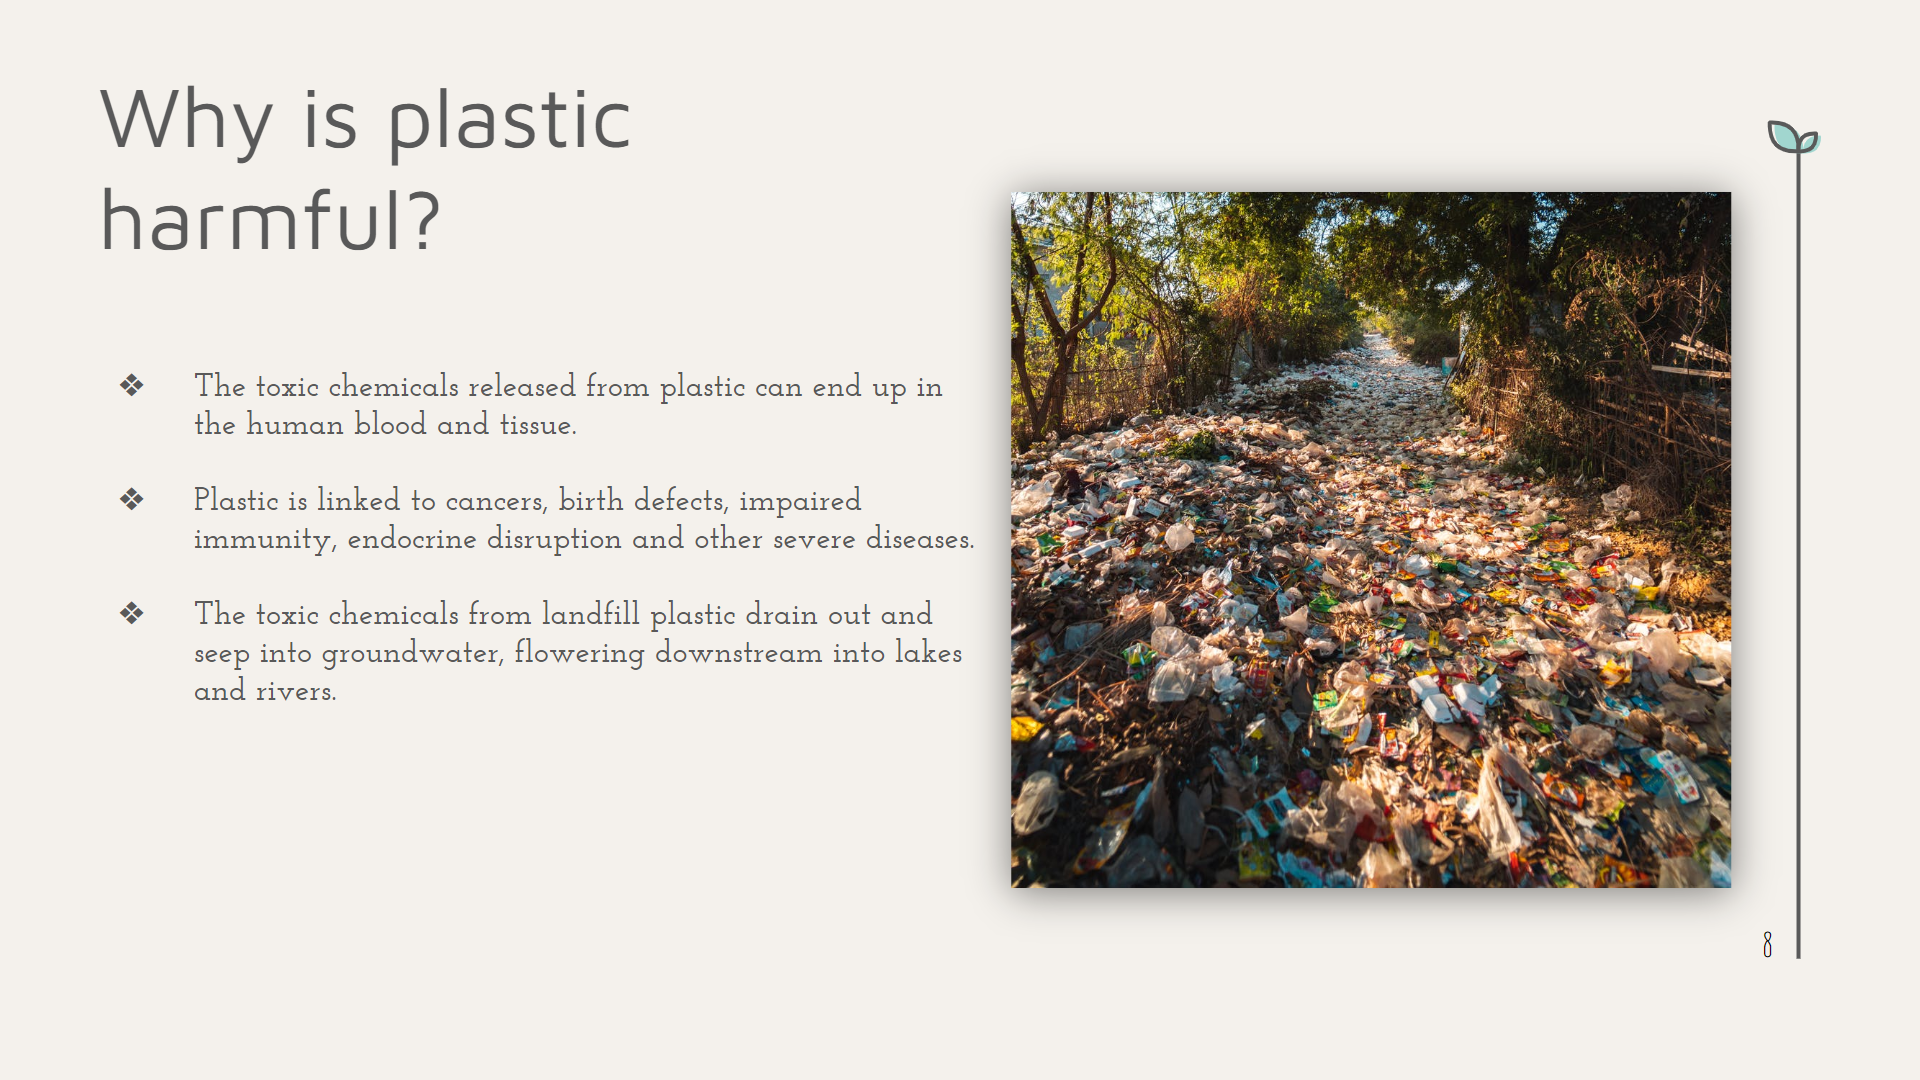 Why is plastic
harmful?
❖ The toxic chemicals released from plastic can end up in
the human blood and tissue.
❖ Plastic is linked to cancers, birth defects, impaired
immunity, endocrine disruption and other severe diseases.
❖ The toxic chemicals from landfill plastic drain out and
seep into groundwater, flowering downstream into lakes
and rivers.
8